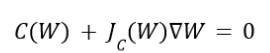 C(W) + J_C(W)∇W = 0